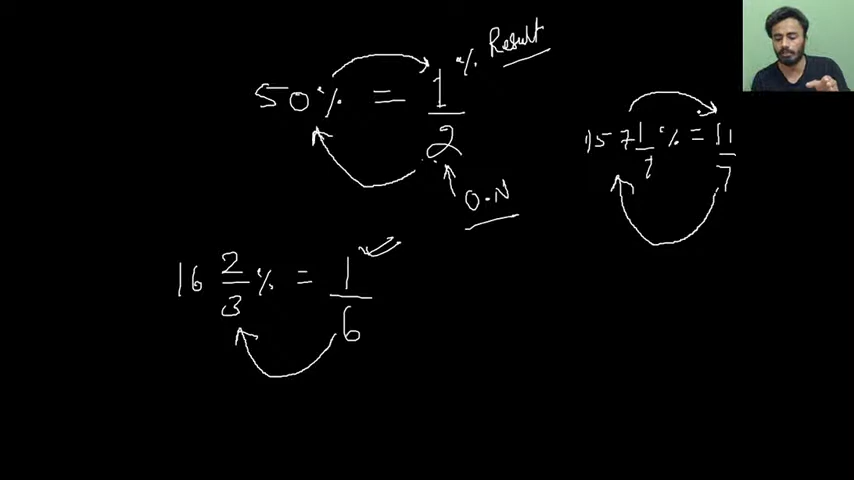 50% = 1/2 % Result
O.N
157 1/7 % = 11/7
16 2/3 % = 1/6